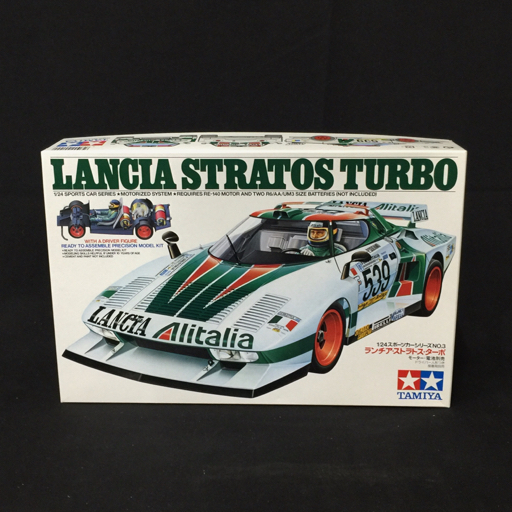 LANCIA STRATOS TURBO
1/24 SPORTS CAR SERIES • MOTORIZED SYSTEM • REQUIRES RE-140 MOTOR AND TWO R6/AA/UM3 SIZE BATTERIES (NOT INCLUDED)
WITH A DRIVER FIGURE
READY TO ASSEMBLE PRECISION MODEL KIT
LANCIA
Alitalia
539
LANCIA
Alitalia
1/24スポーツカーシリーズNO.3
ランチア・ストラトス・ターボ
TAMIYA